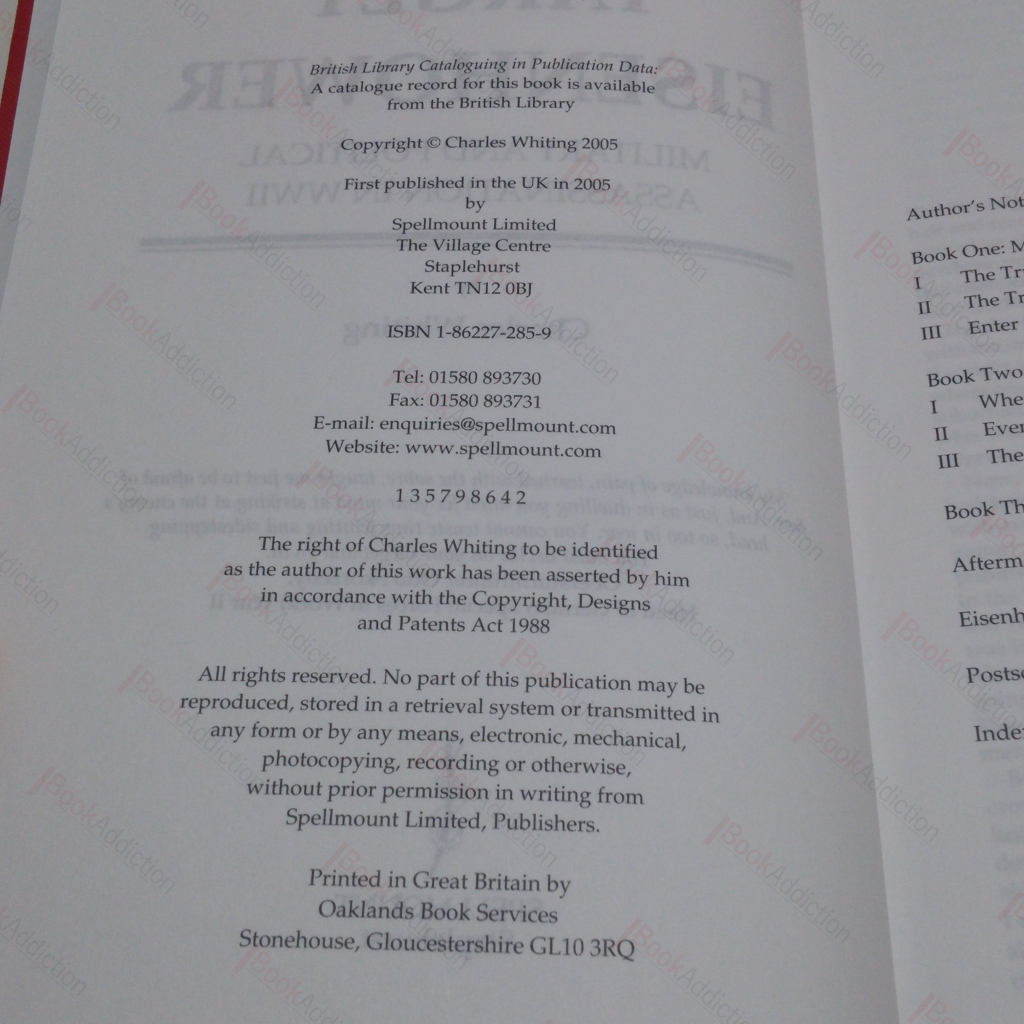 British Library Cataloguing in Publication Data:
A catalogue record for this book is available
from the British Library
Copyright © Charles Whiting 2005
First published in the UK in 2005
by
Spellmount Limited
The Village Centre
Staplehurst
Kent TN12 0BJ
ISBN 1-86227-285-9
Tel: 01580 893730
Fax: 01580 893731
E-mail: enquiries@spellmount.com
Website: www.spellmount.com
1 3 5 7 9 8 6 4 2
The right of Charles Whiting to be identified
as the author of this work has been asserted by him
in accordance with the Copyright, Designs
and Patents Act 1988
All rights reserved. No part of this publication may be
reproduced, stored in a retrieval system or transmitted in
any form or by any means, electronic, mechanical,
photocopying, recording or otherwise,
without prior permission in writing from
Spellmount Limited, Publishers.
Printed in Great Britain by
Oaklands Book Services
Stonehouse, Gloucestershire GL10 3RQ
Author's Not
Book One: M
I The Tr
II The Tr
III Enter
Book Two
I Whe
II Ever
III The
Book Th
Afterm
Eisenh
Posts
Inde
BookAddiction